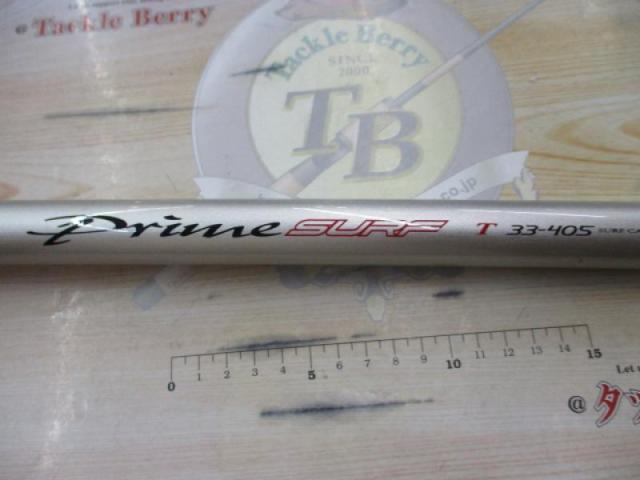 @ Tackle Berry
Tackle Berry
SINCE
2000
TB
co.jp
Prime SURF T 33-405
0 1 2 3 4 5 6 7 8 9 10 11 12 13 14 15
Let
@ タッ